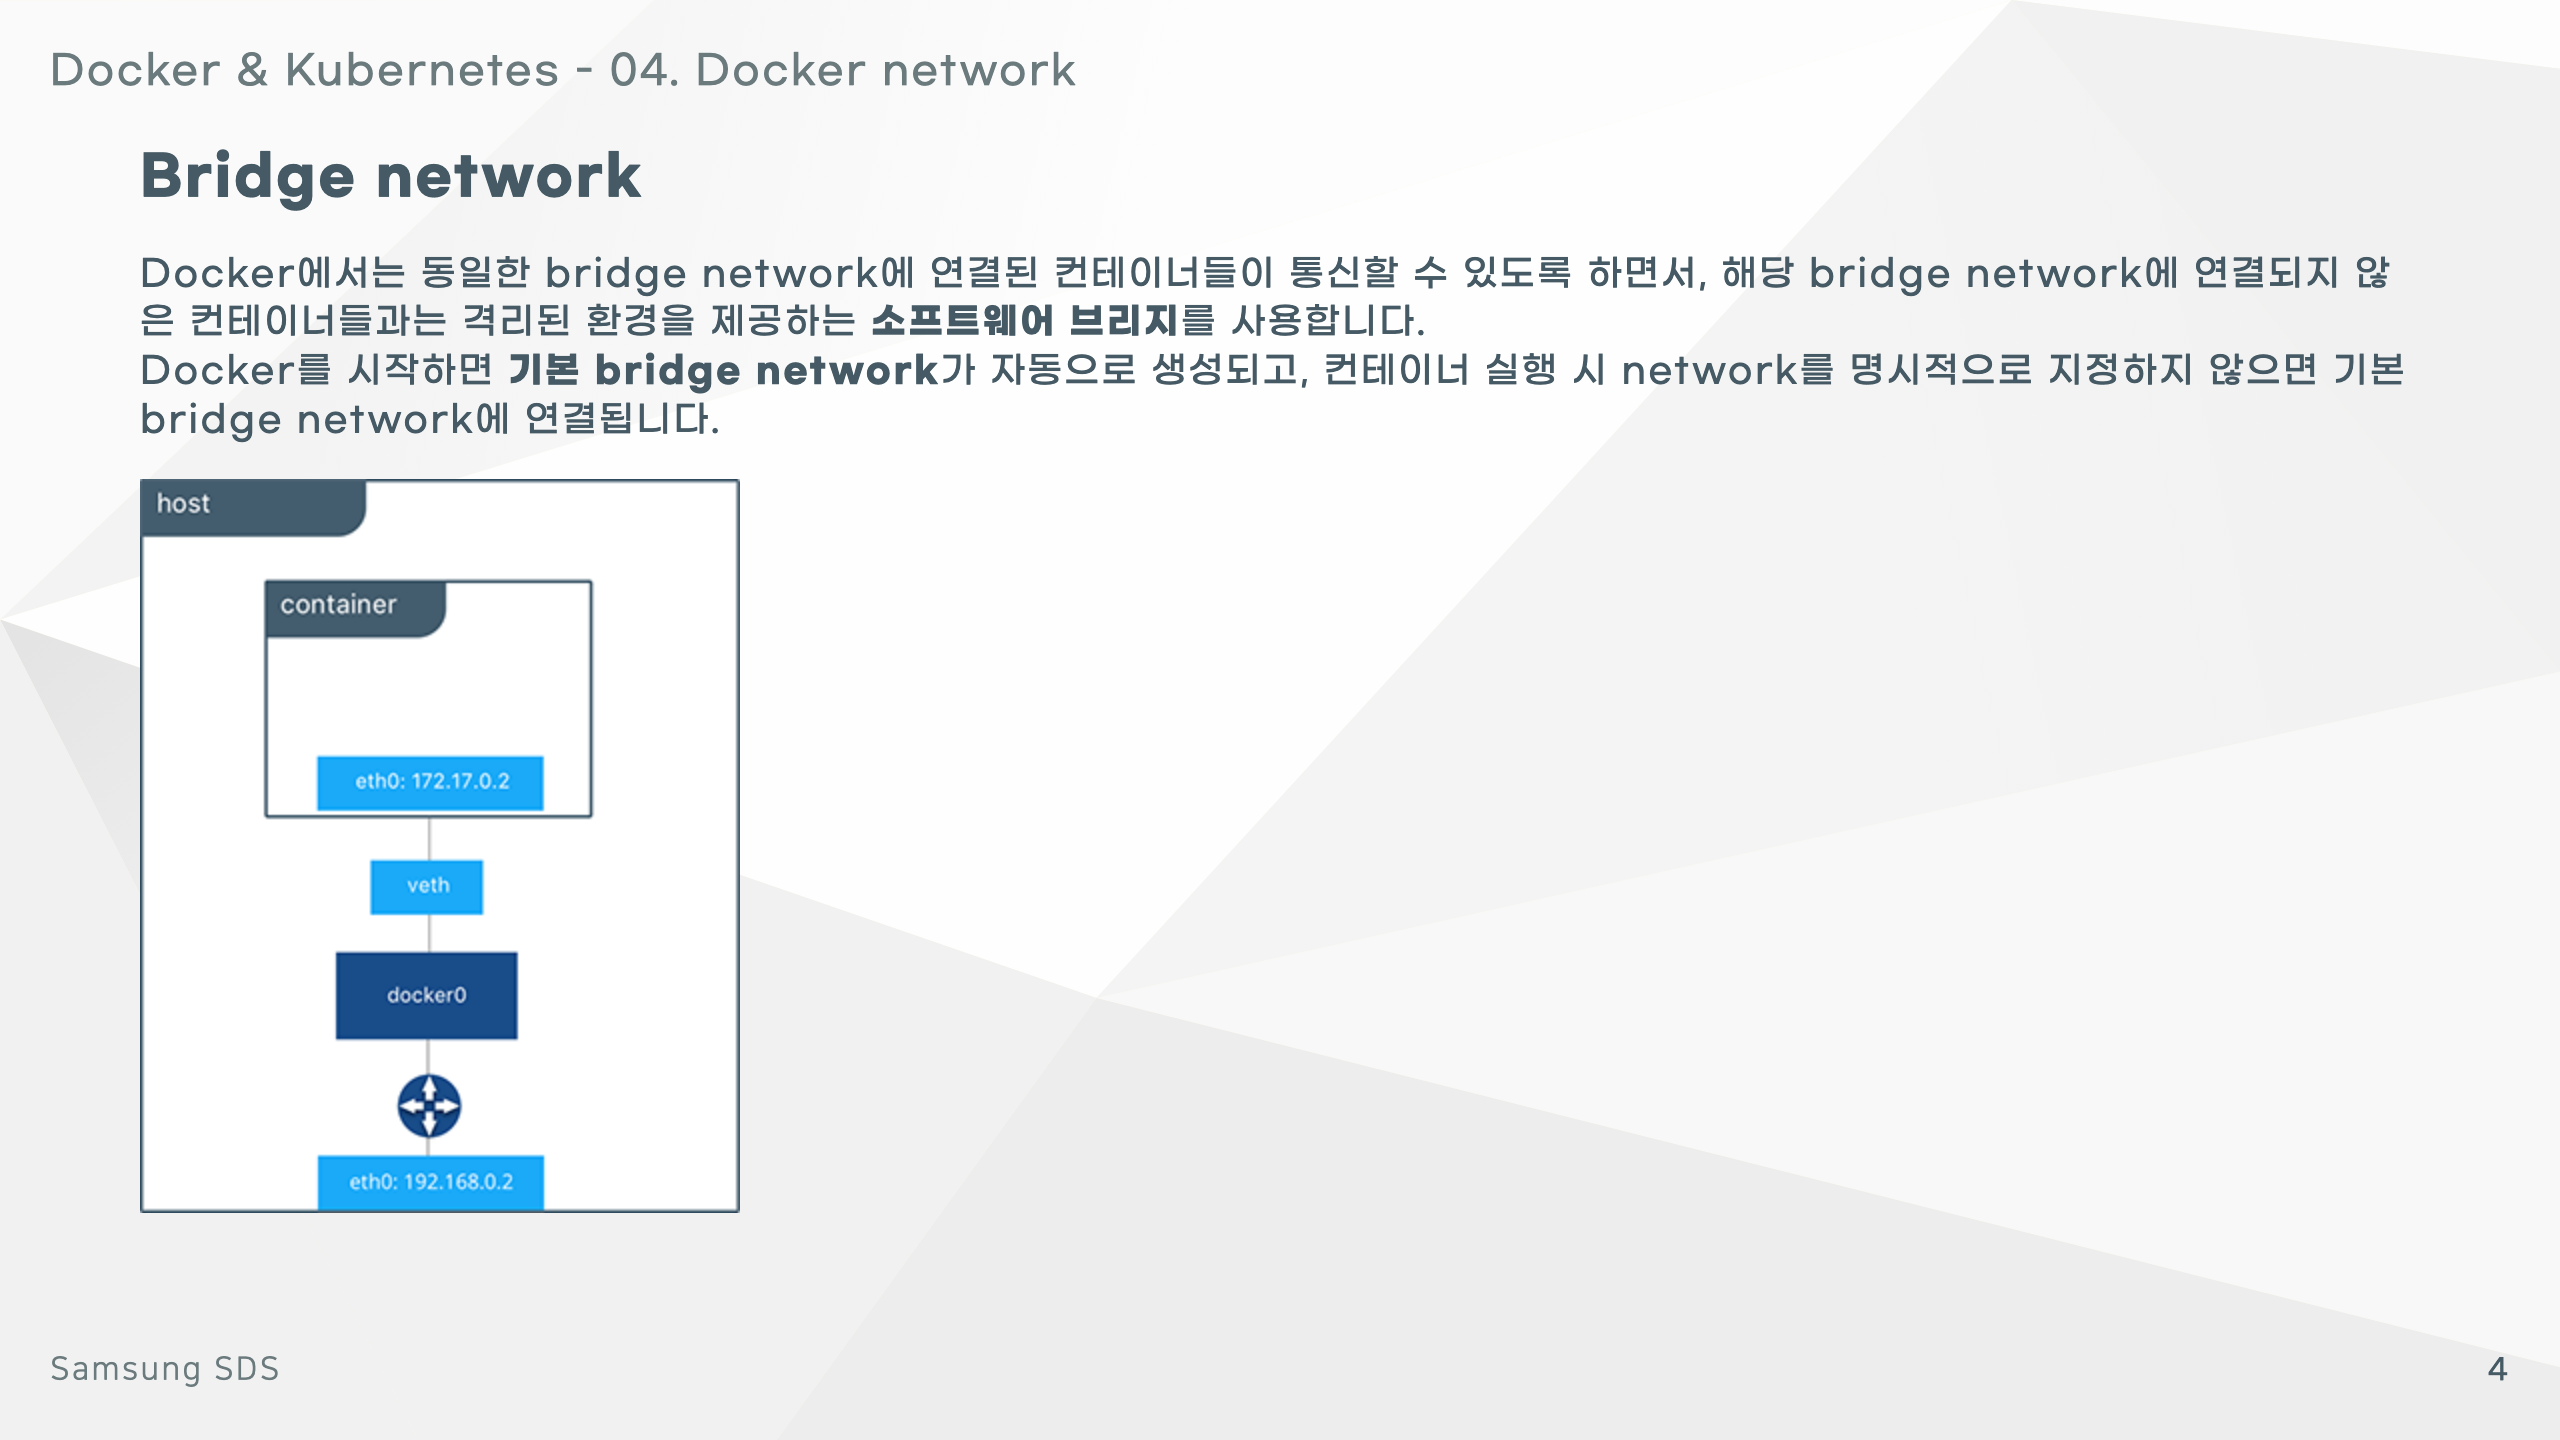 Docker & Kubernetes - 04. Docker network
Bridge network
Docker에서는 동일한 bridge network에 연결된 컨테이너들이 통신할 수 있도록 하면서, 해당 bridge network에 연결되지 않
은 컨테이너들과는 격리된 환경을 제공하는 소프트웨어 브리지를 사용합니다.
Docker를 시작하면 기본 bridge network가 자동으로 생성되고, 컨테이너 실행 시 network를 명시적으로 지정하지 않으면 기본
bridge network에 연결됩니다.
host
container
eth0: 172.17.0.2
veth
docker0
eth0: 192.168.0.2
Samsung SDS
4